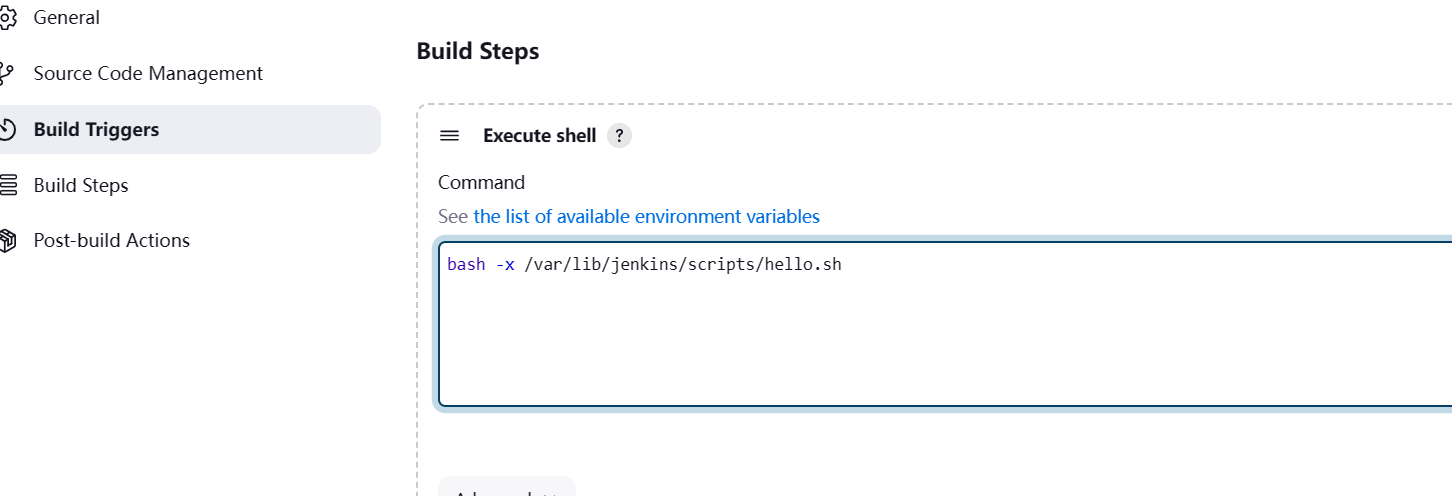 General
Source Code Management
Build Triggers
Build Steps
Post-build Actions
Build Steps
Execute shell ?
Command
See the list of available environment variables
bash -x /var/lib/jenkins/scripts/hello.sh